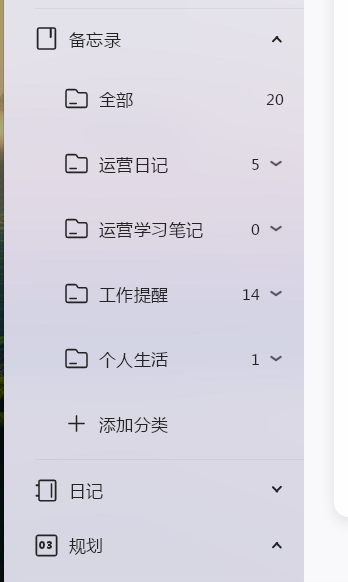 备忘录
全部 20
运营日记 5
运营学习笔记 0
工作提醒 14
个人生活 1
添加分类
日记
03 规划